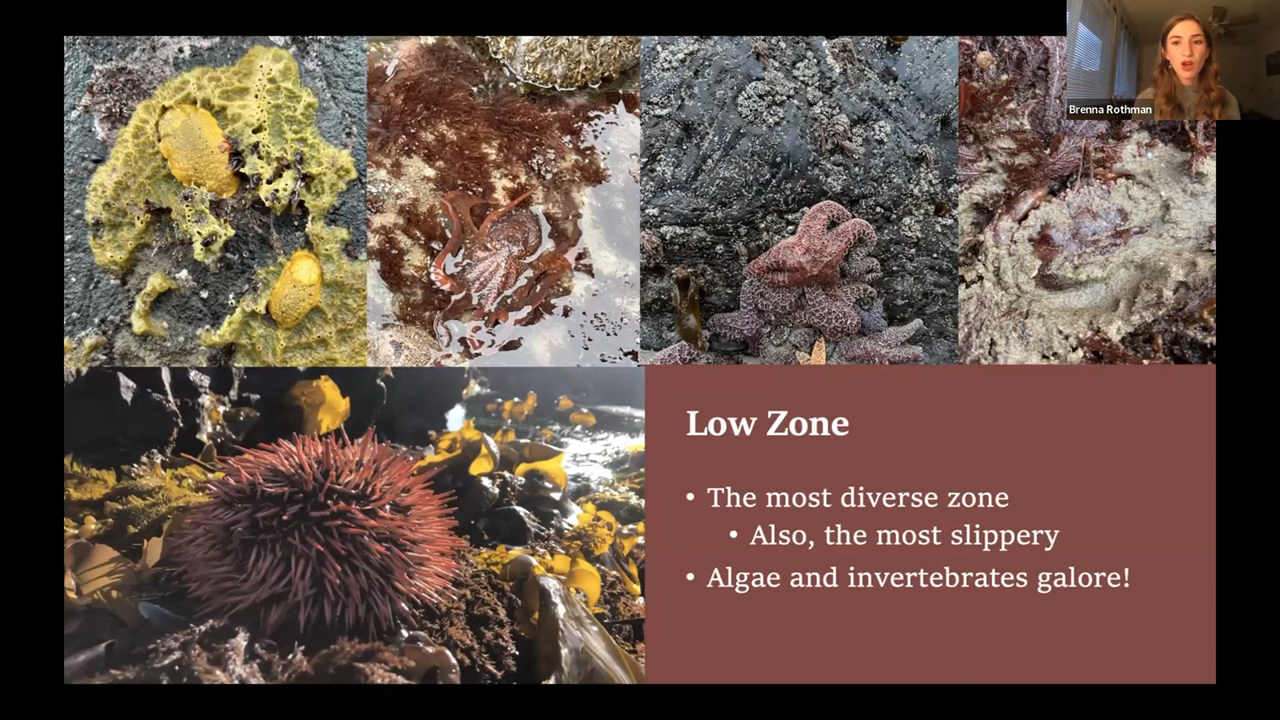 Brenna Rothman
Low Zone
• The most diverse zone
• Also, the most slippery
• Algae and invertebrates galore!